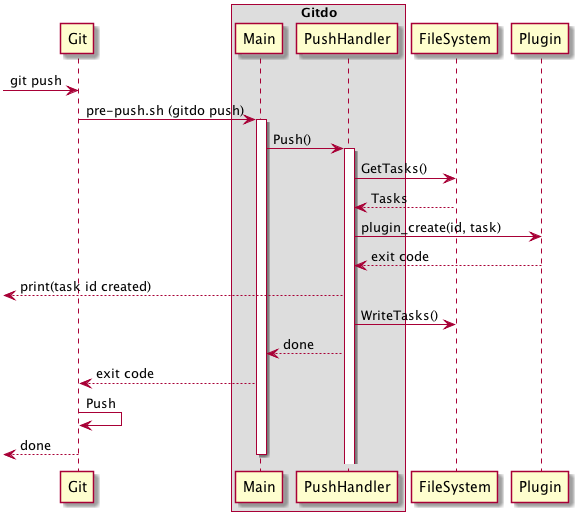 Gitdo
Git
Main
PushHandler
FileSystem
Plugin
git push
pre-push.sh (gitdo push)
Push()
GetTasks()
Tasks
plugin_create(id, task)
exit code
print(task id created)
WriteTasks()
done
exit code
Push
done
Git
Main
PushHandler
FileSystem
Plugin